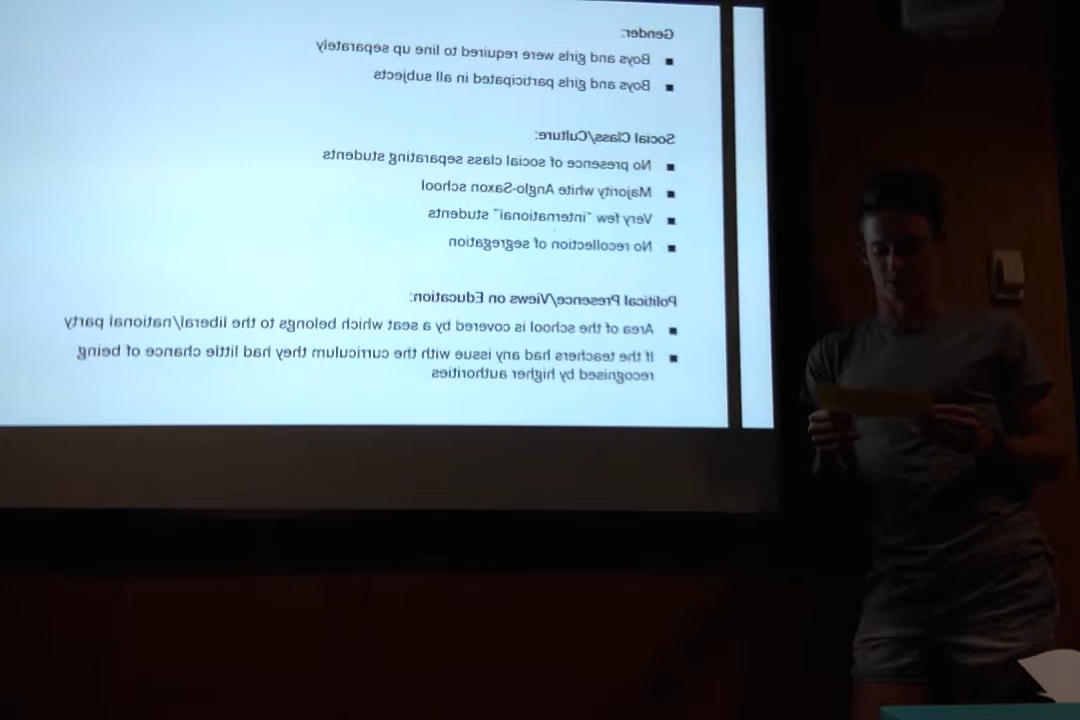 Gender:
Boys and girls were required to line up separately
Boys and girls participated in all subjects
Social Class/Culture:
No presence of social class separating students
Majority white Anglo-Saxon school
Very few "international" students
No recollection of segregation
Political Presence/Views on Education:
Area of the school is covered by a seat which belongs to the liberal/national party
If the teachers had any issue with the curriculum they had little chance of being
recognised by higher authorities